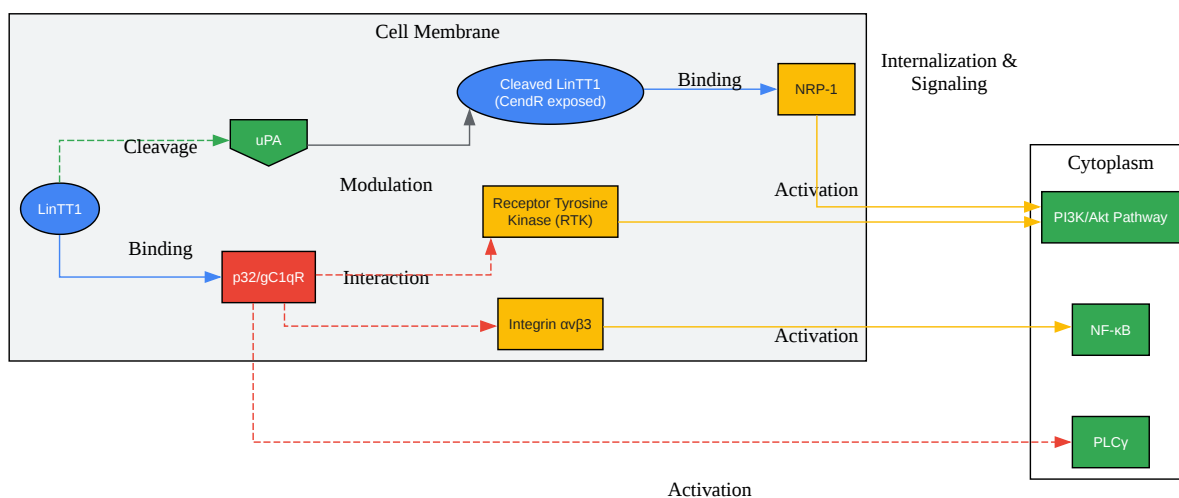 Cell Membrane
Internalization &
Signaling
Cleaved LinTT1
(CendR exposed)
Binding
NRP-1
uPA
Cleavage
Cytoplasm
Modulation
Activation
LinTT1
Receptor Tyrosine
Kinase (RTK)
PI3K/Akt Pathway
Binding
p32/gC1qR
Interaction
Integrin αvβ3
Activation
NF-κB
PLCγ
Activation